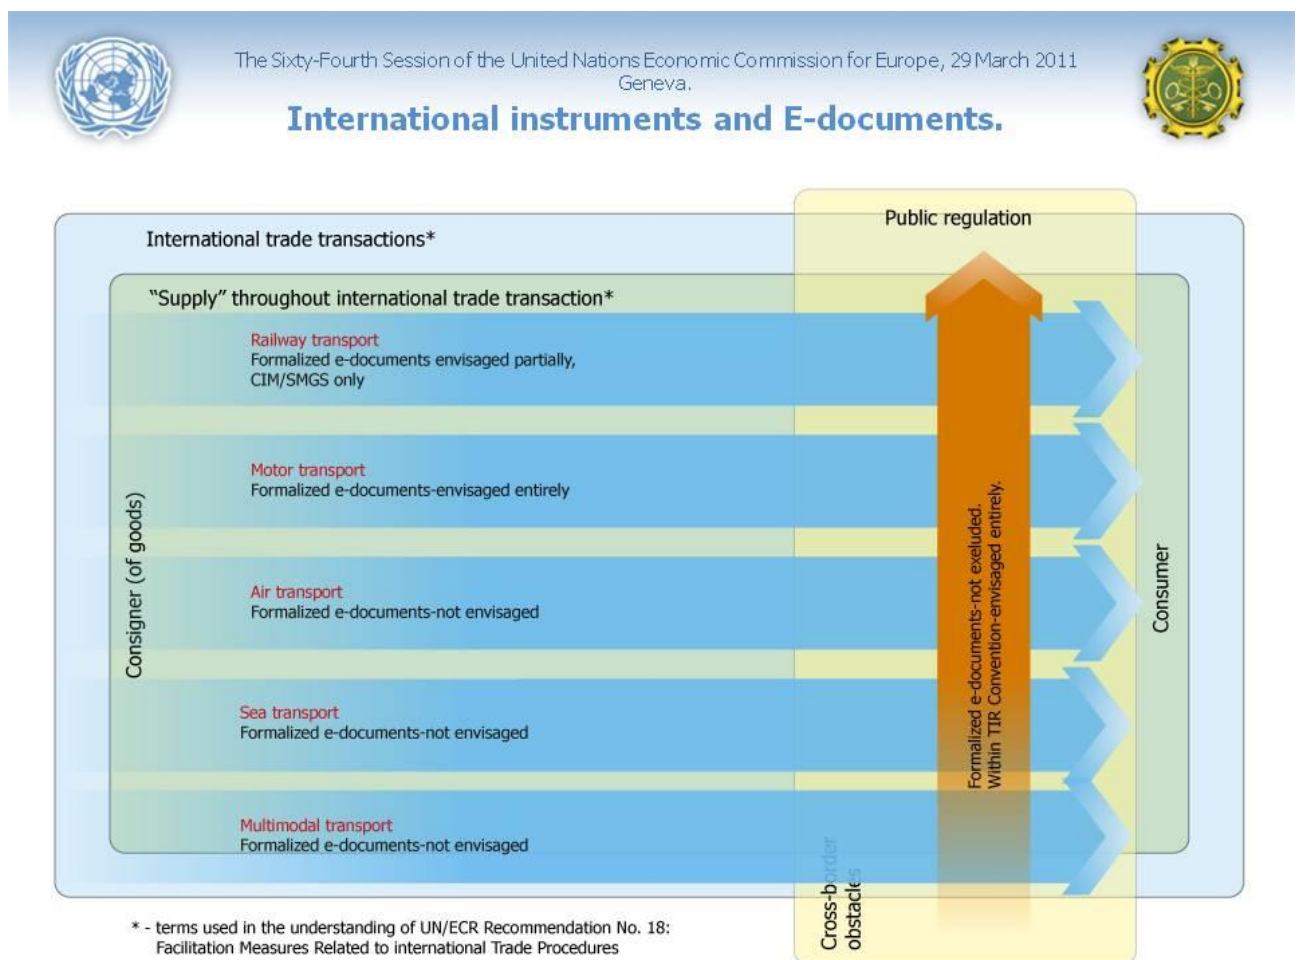 The Sixty-Fourth Session of the United Nations Economic Commission for Europe, 29 March 2011
Geneva.
International instruments and E-documents.
Public regulation
International trade transactions*
“Supply” throughout international trade transaction*
Railway transport
Formalized e-documents envisaged partially,
CIM/SMGS only
Motor transport
Formalized e-documents-envisaged entirely
Air transport
Formalized e-documents-not envisaged
Sea transport
Formalized e-documents-not envisaged
Multimodal transport
Formalized e-documents-not envisaged
Consigner (of goods)
Formalized e-documents-not exeluded.
Within TIR Convention-envisaged entirely.
Consumer
Cross-border
obstacles
* - terms used in the understanding of UN/ECR Recommendation No. 18:
Facilitation Measures Related to international Trade Procedures